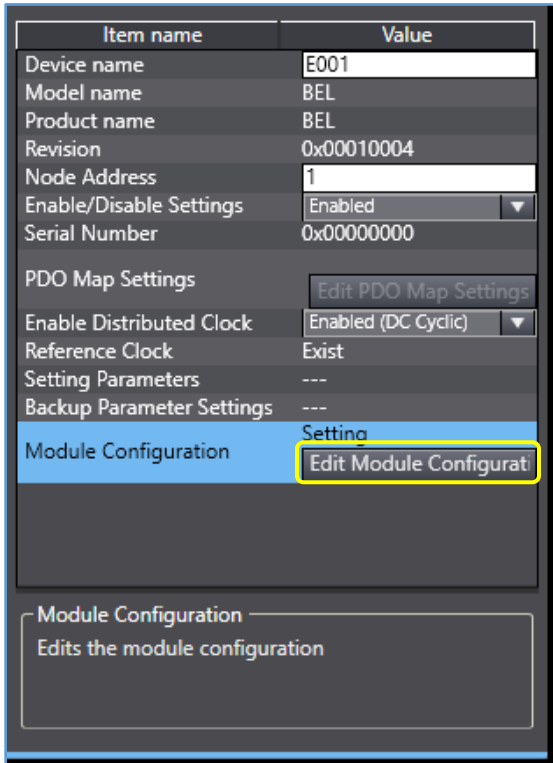 Item name Value
Device name E001
Model name BEL
Product name BEL
Revision 0x00010004
Node Address 1
Enable/Disable Settings Enabled
Serial Number 0x00000000
PDO Map Settings Edit PDO Map Settings
Enable Distributed Clock Enabled (DC Cyclic)
Reference Clock Exist
Setting Parameters ---
Backup Parameter Settings ---
Module Configuration Setting
Edit Module Configurati
Module Configuration
Edits the module configuration